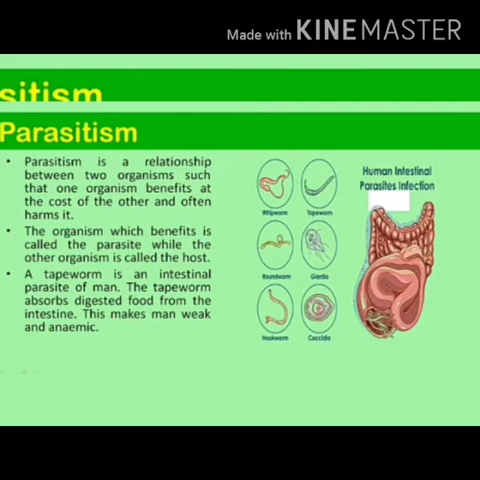 Made with KINEMASTER
sitism
Parasitism
• Parasitism is a relationship
between two organisms such
that one organism benefits at
the cost of the other and often
harms it.
• The organism which benefits is
called the parasite while the
other organism is called the host.
• A tapeworm is an intestinal
parasite of man. The tapeworm
absorbs digested food from the
intestine. This makes man weak
and anaemic.
Human Intestinal
Parasites Infection
Whipworm Tapeworm
Roundworm Giardia
Hookworm Coccidia